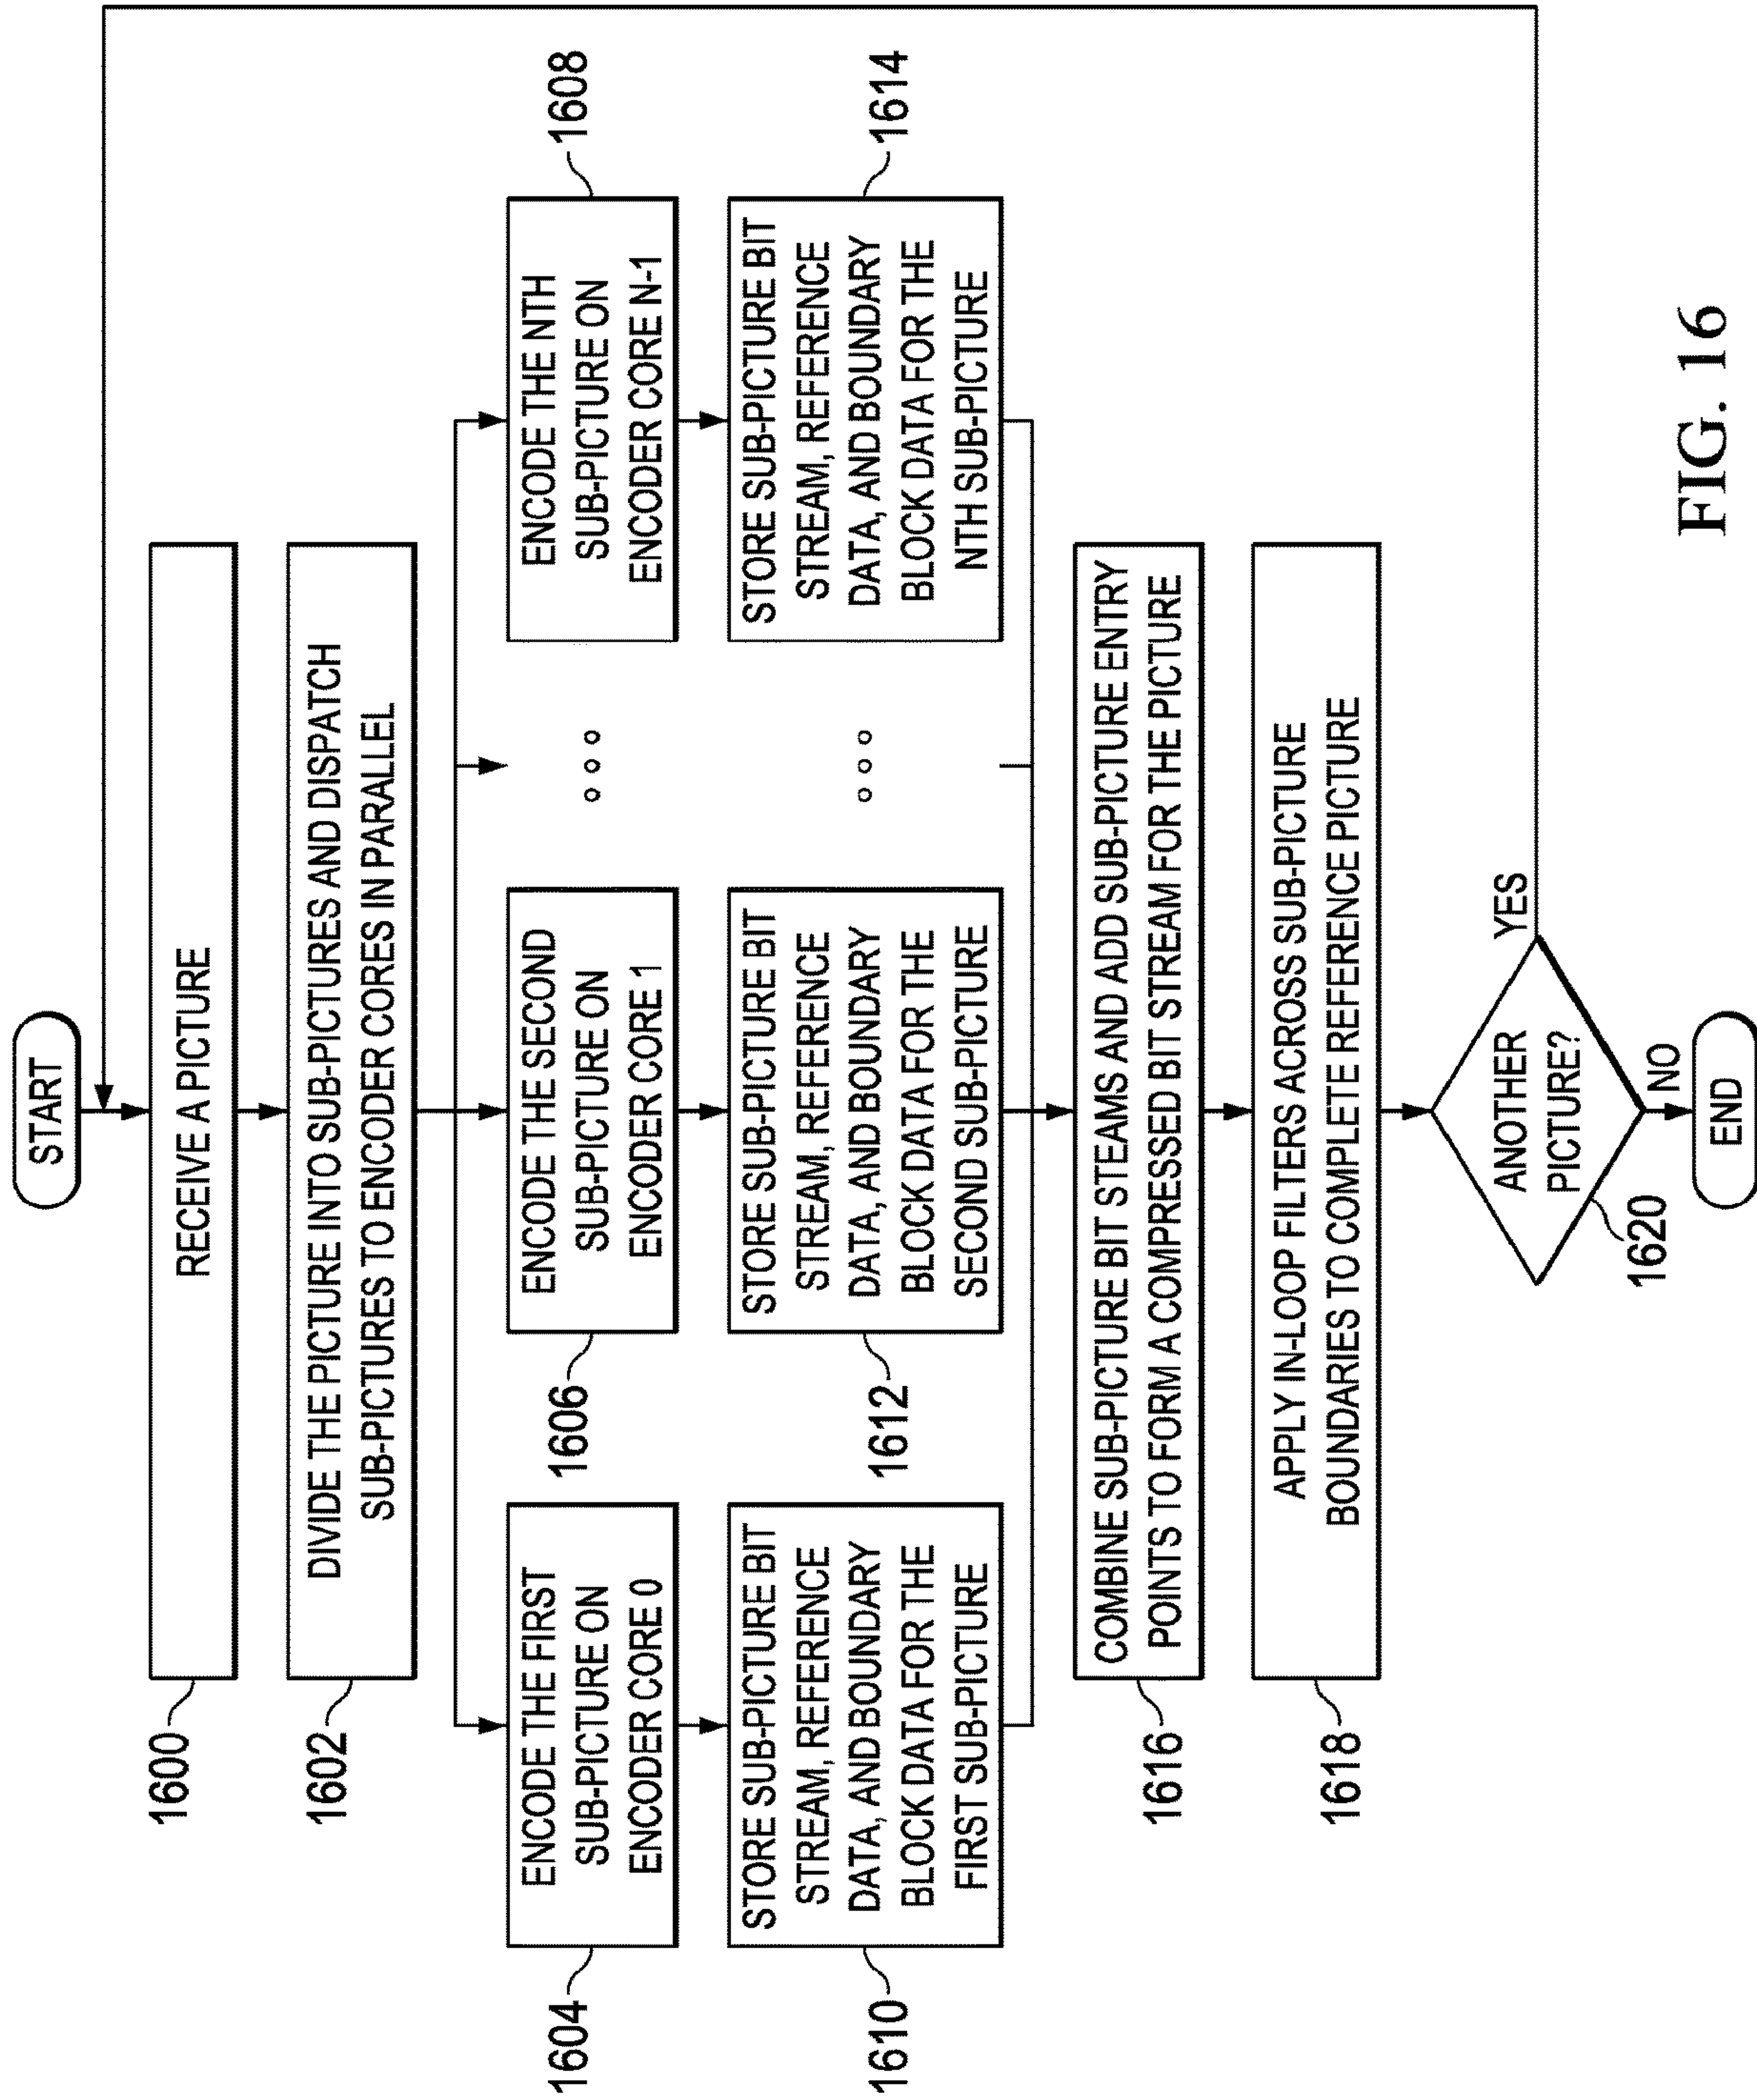 START
RECEIVE A PICTURE
1600
DIVIDE THE PICTURE INTO SUB-PICTURES AND DISPATCH
SUB-PICTURES TO ENCODER CORES IN PARALLEL
1602
ENCODE THE FIRST
SUB-PICTURE ON
ENCODER CORE 0
1604
ENCODE THE SECOND
SUB-PICTURE ON
ENCODER CORE 1
1606
ENCODE THE NTH
SUB-PICTURE ON
ENCODER CORE N-1
1608
STORE SUB-PICTURE BIT
STREAM, REFERENCE
DATA, AND BOUNDARY
BLOCK DATA FOR THE
FIRST SUB-PICTURE
1610
STORE SUB-PICTURE BIT
STREAM, REFERENCE
DATA, AND BOUNDARY
BLOCK DATA FOR THE
SECOND SUB-PICTURE
1612
STORE SUB-PICTURE BIT
STREAM, REFERENCE
DATA, AND BOUNDARY
BLOCK DATA FOR THE
NTH SUB-PICTURE
1614
COMBINE SUB-PICTURE BIT STEAMS AND ADD SUB-PICTURE ENTRY
POINTS TO FORM A COMPRESSED BIT STREAM FOR THE PICTURE
1616
APPLY IN-LOOP FILTERS ACROSS SUB-PICTURE
BOUNDARIES TO COMPLETE REFERENCE PICTURE
1618
ANOTHER
PICTURE?
1620
YES
NO
END
FIG. 16